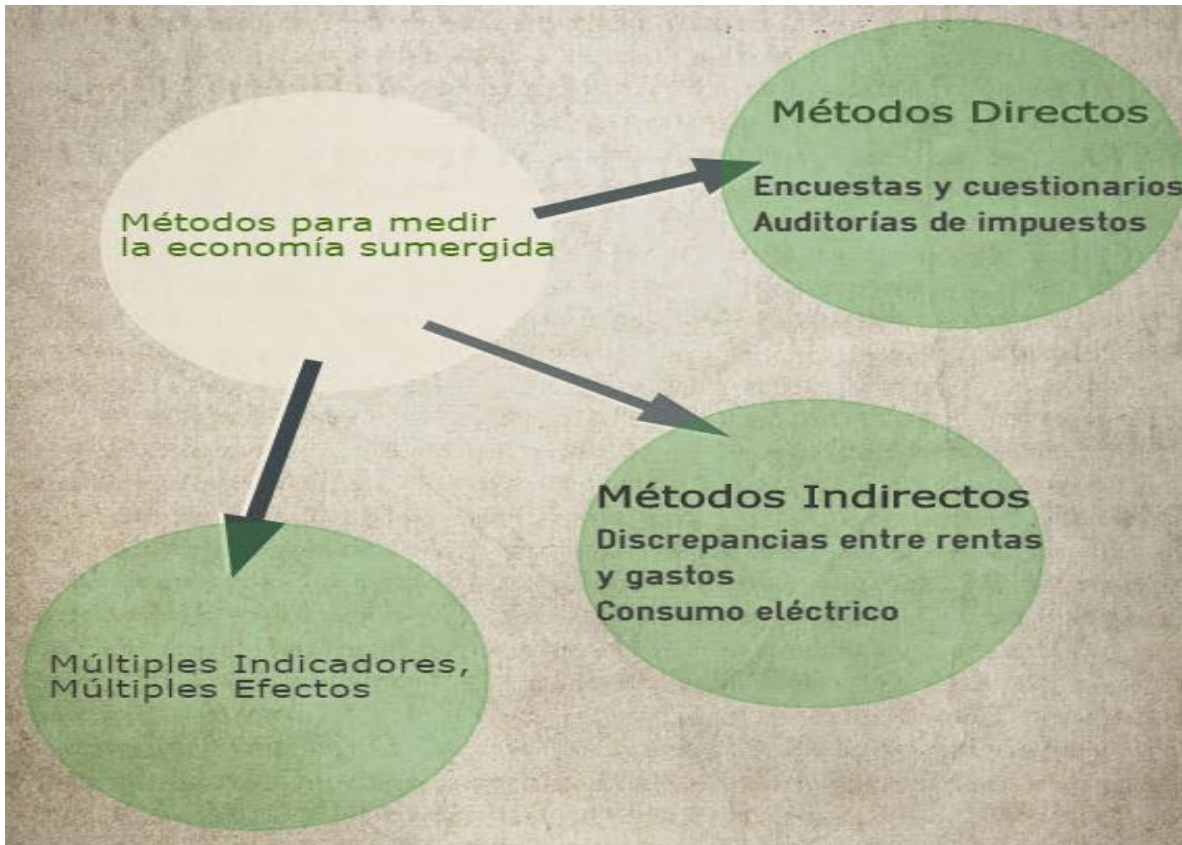 Métodos para medir
la economía sumergida
Métodos Directos
Encuestas y cuestionarios
Auditorías de impuestos
Métodos Indirectos
Discrepancias entre rentas
y gastos
Consumo eléctrico
Múltiples Indicadores,
Múltiples Efectos